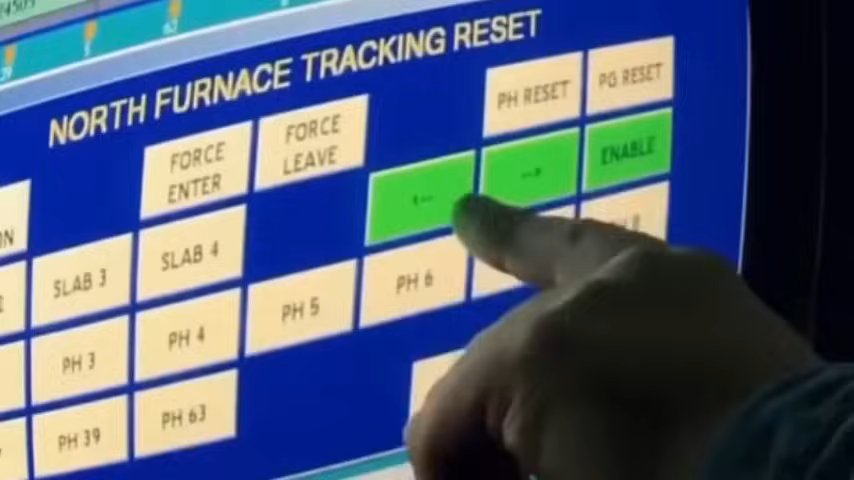 NORTH FURNACE TRACKING RESET
FORCE ENTER
FORCE LEAVE
PH RESET
PG RESET
<--
-->
ENABLE
SLAB 3
SLAB 4
PH 3
PH 4
PH 5
PH 6
PH 39
PH 63